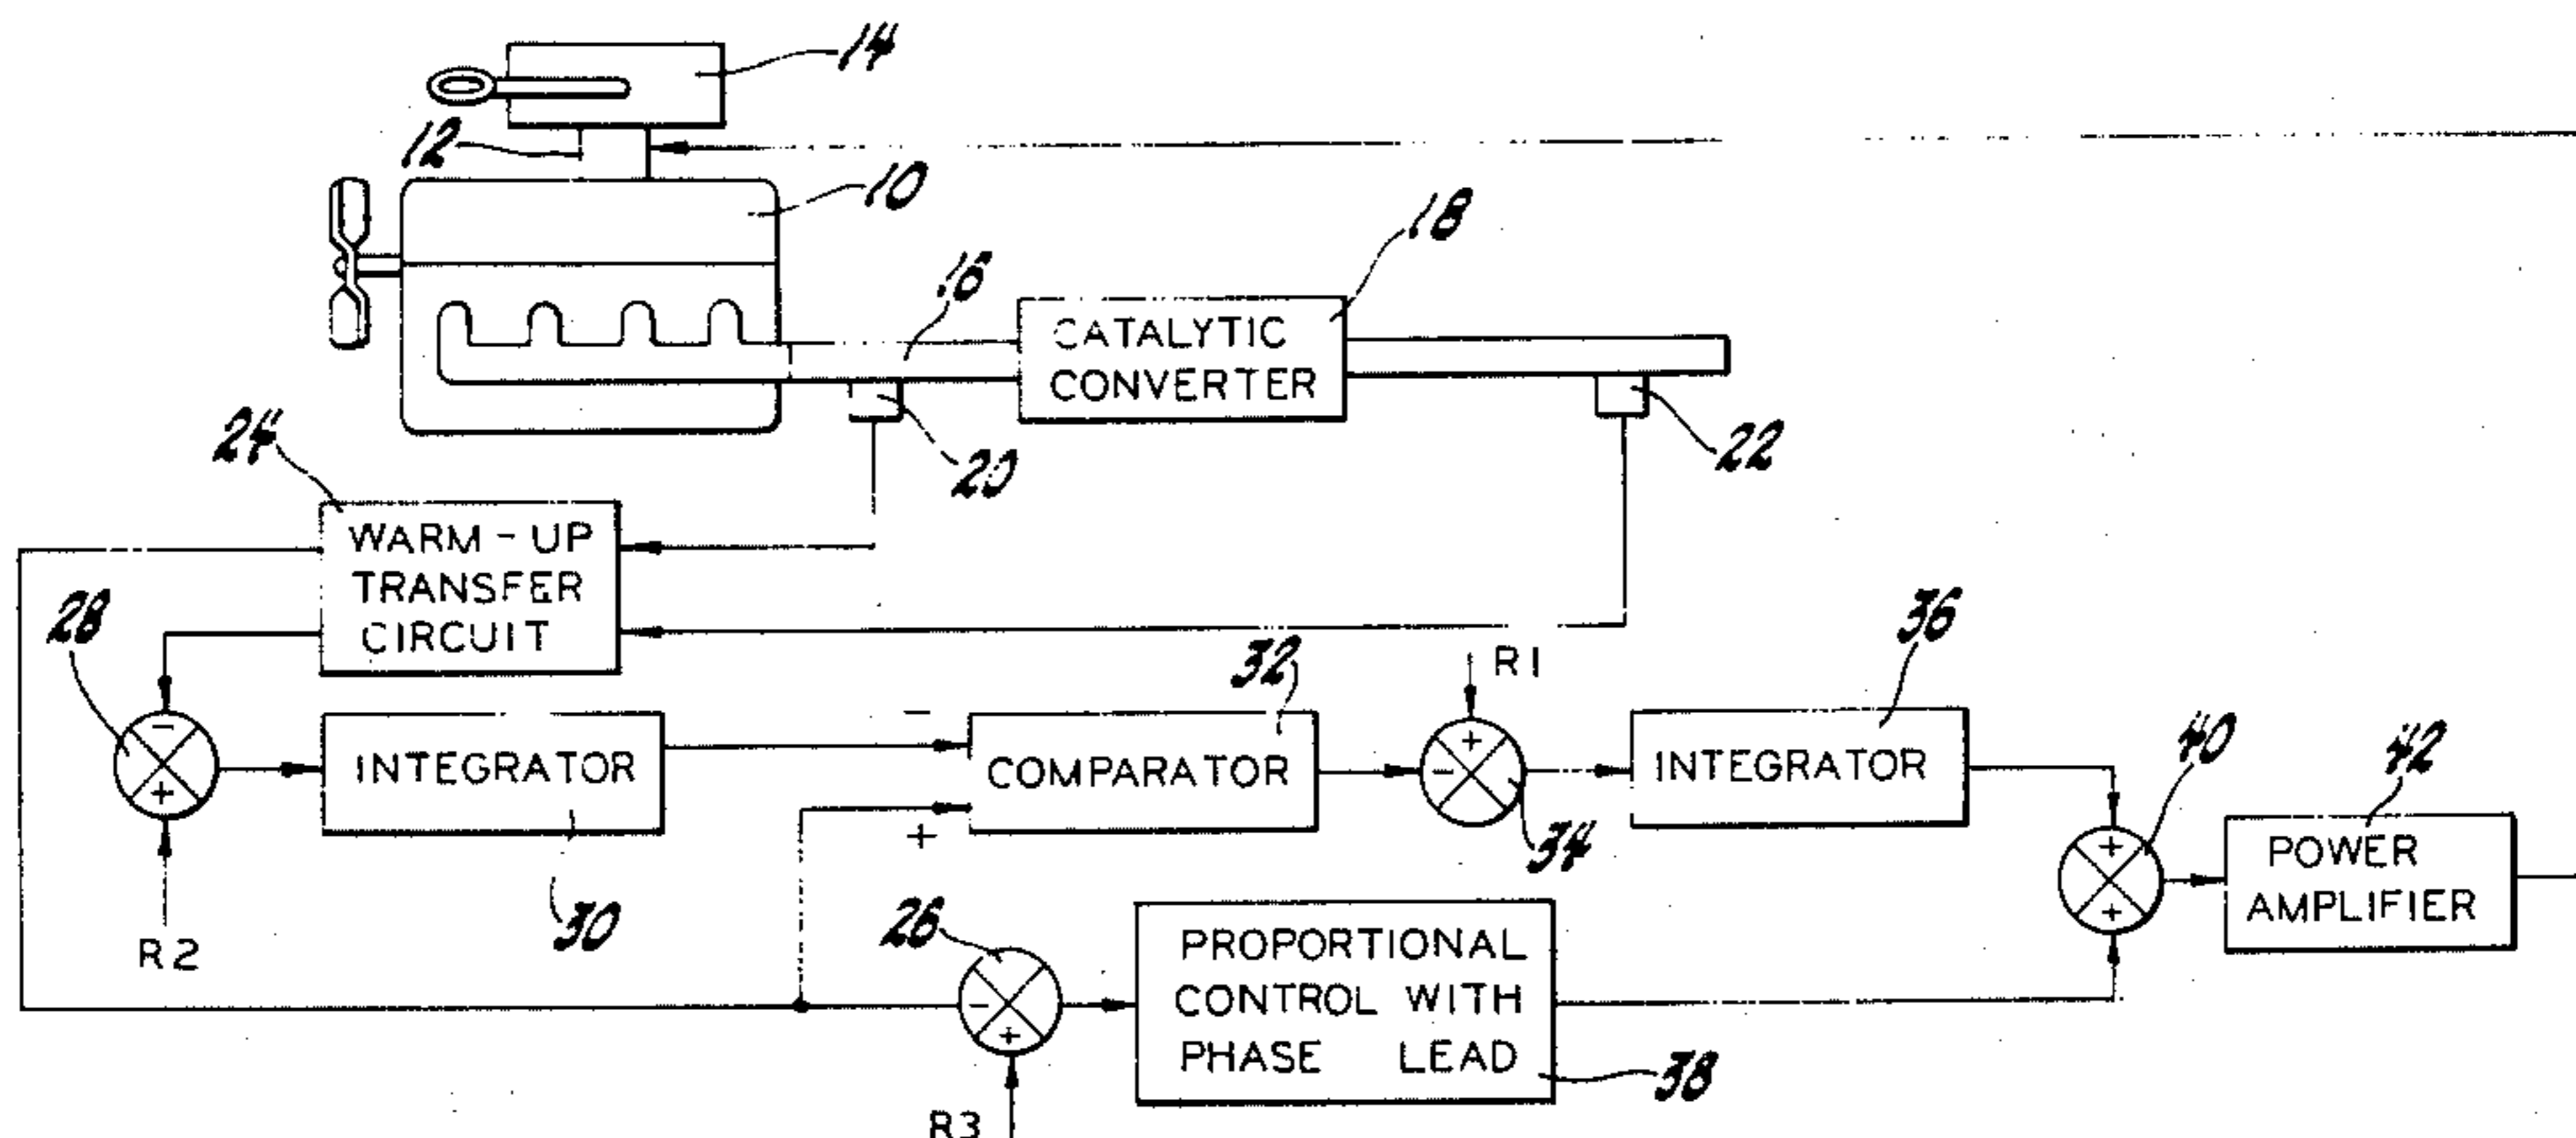 14
12
10
18
16
CATALYTIC
CONVERTER
24
20
22
WARM-UP
TRANSFER
CIRCUIT
28
36
32
R1
- 
-
+
INTEGRATOR
-
+
COMPARATOR
+
-
INTEGRATOR
40
42
34
R2
30
26
+
+
POWER
AMPLIFIER
PROPORTIONAL
CONTROL WITH
PHASE LEAD
-
+
38
R3